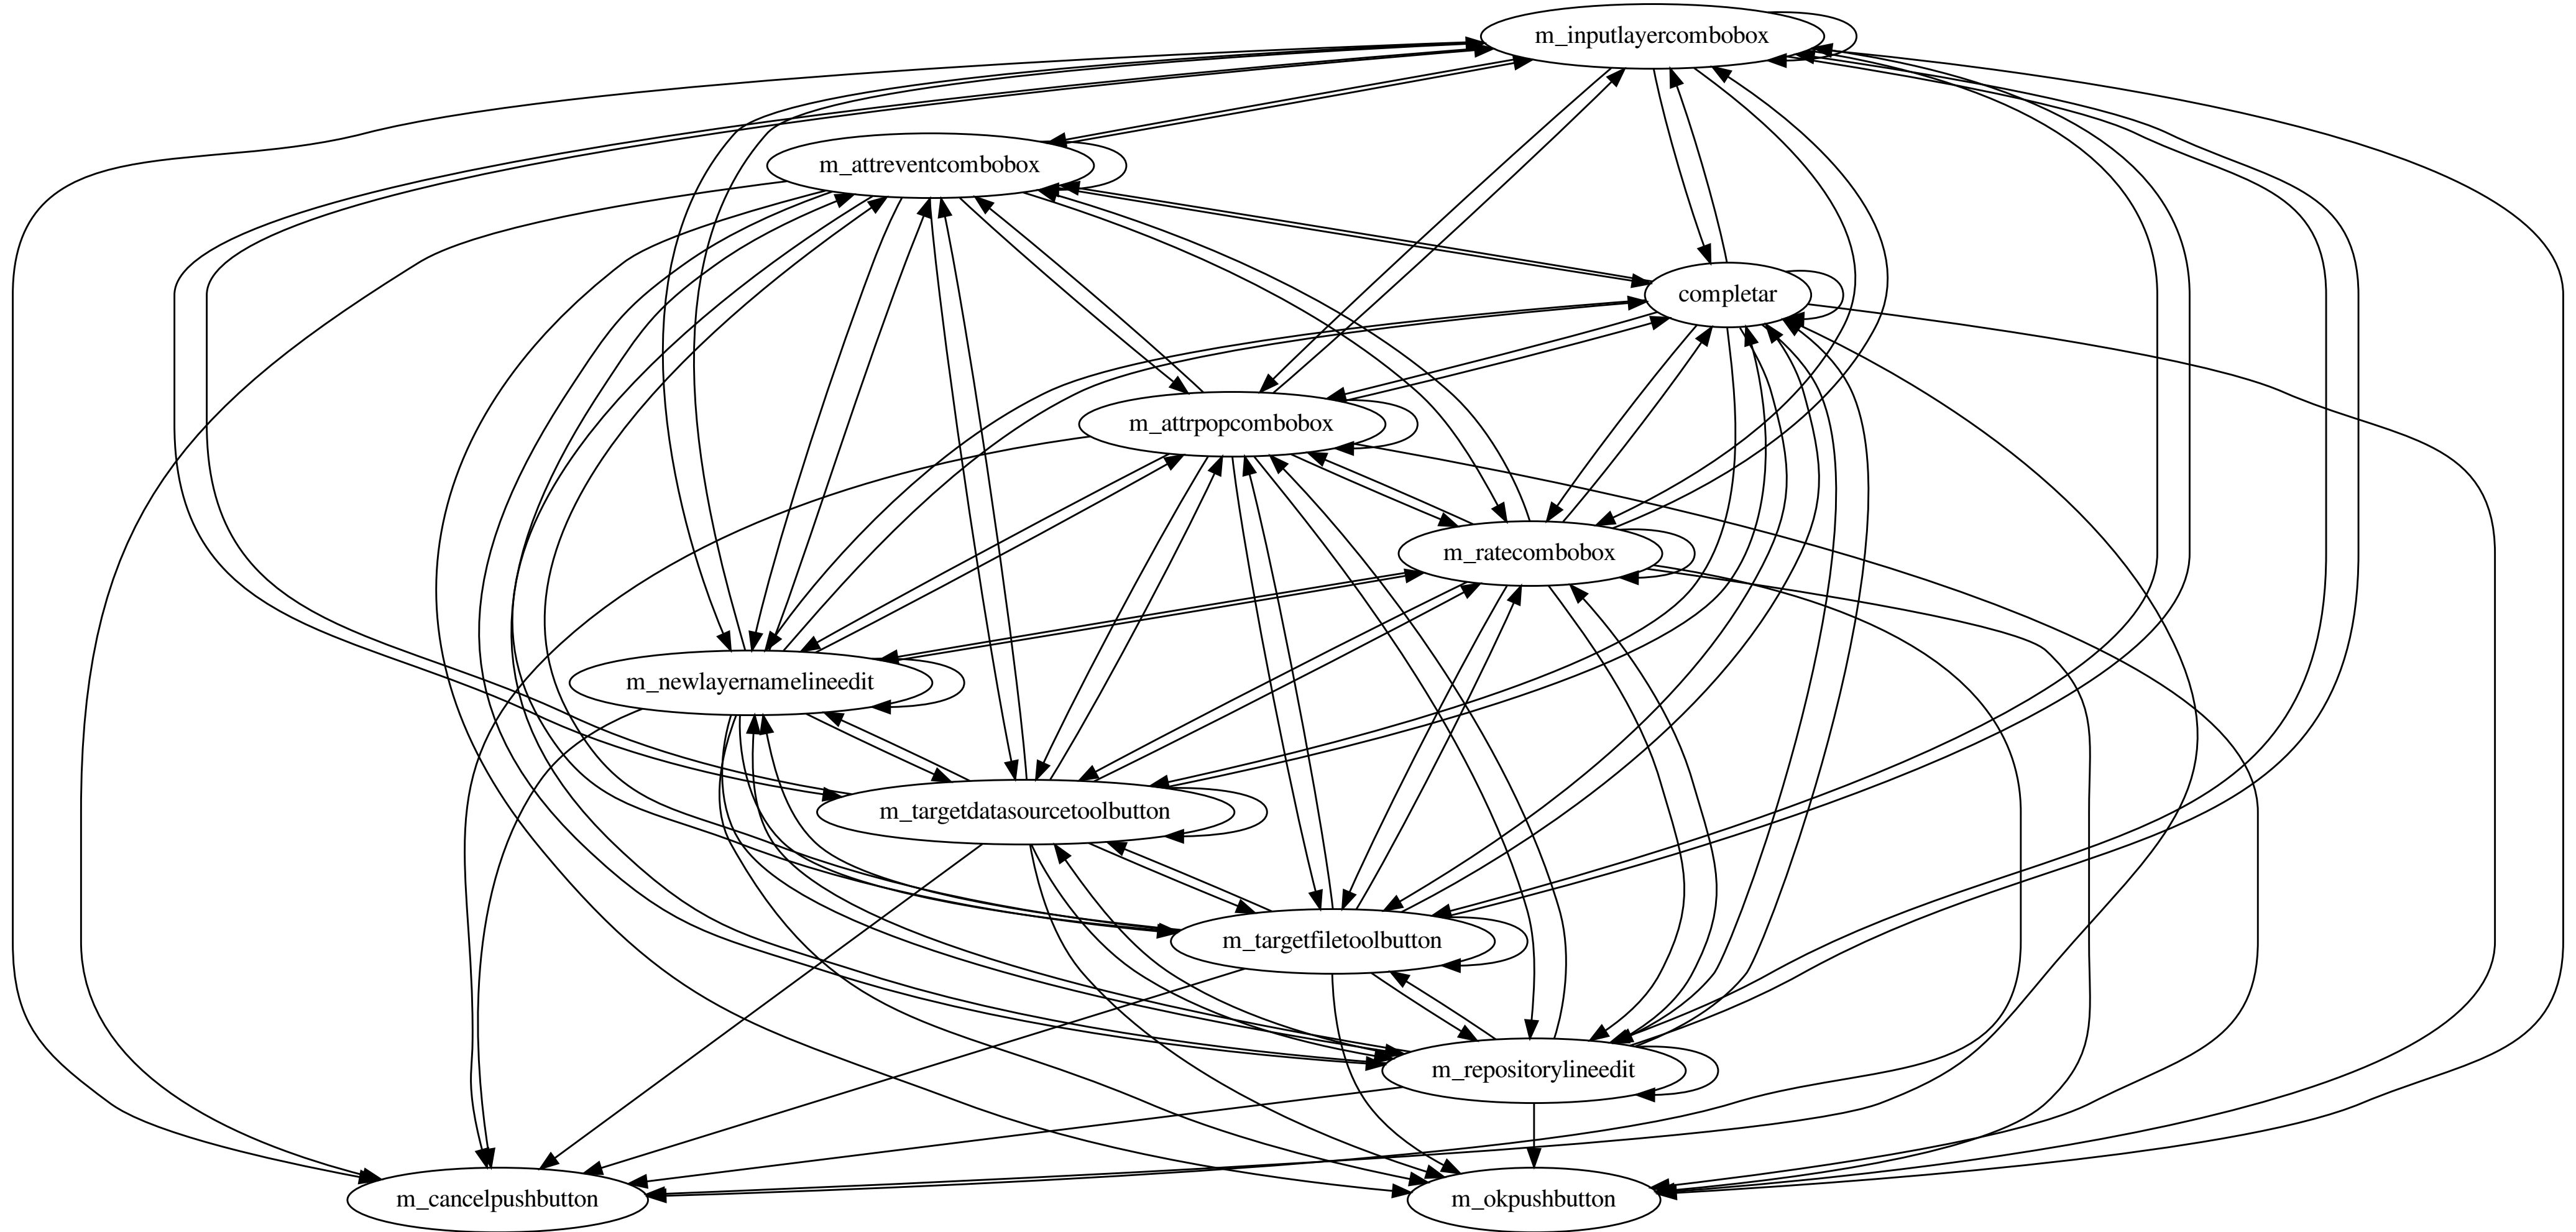 m_inputlayercombobox
m_attreventcombobox
completar
m_attrpopcombobox
m_ratecombobox
m_newlayernamelineedit
m_targetdatasourcetoolbutton
m_targetfiletoolbutton
m_repositorylineedit
m_cancelpushbutton
m_okpushbutton